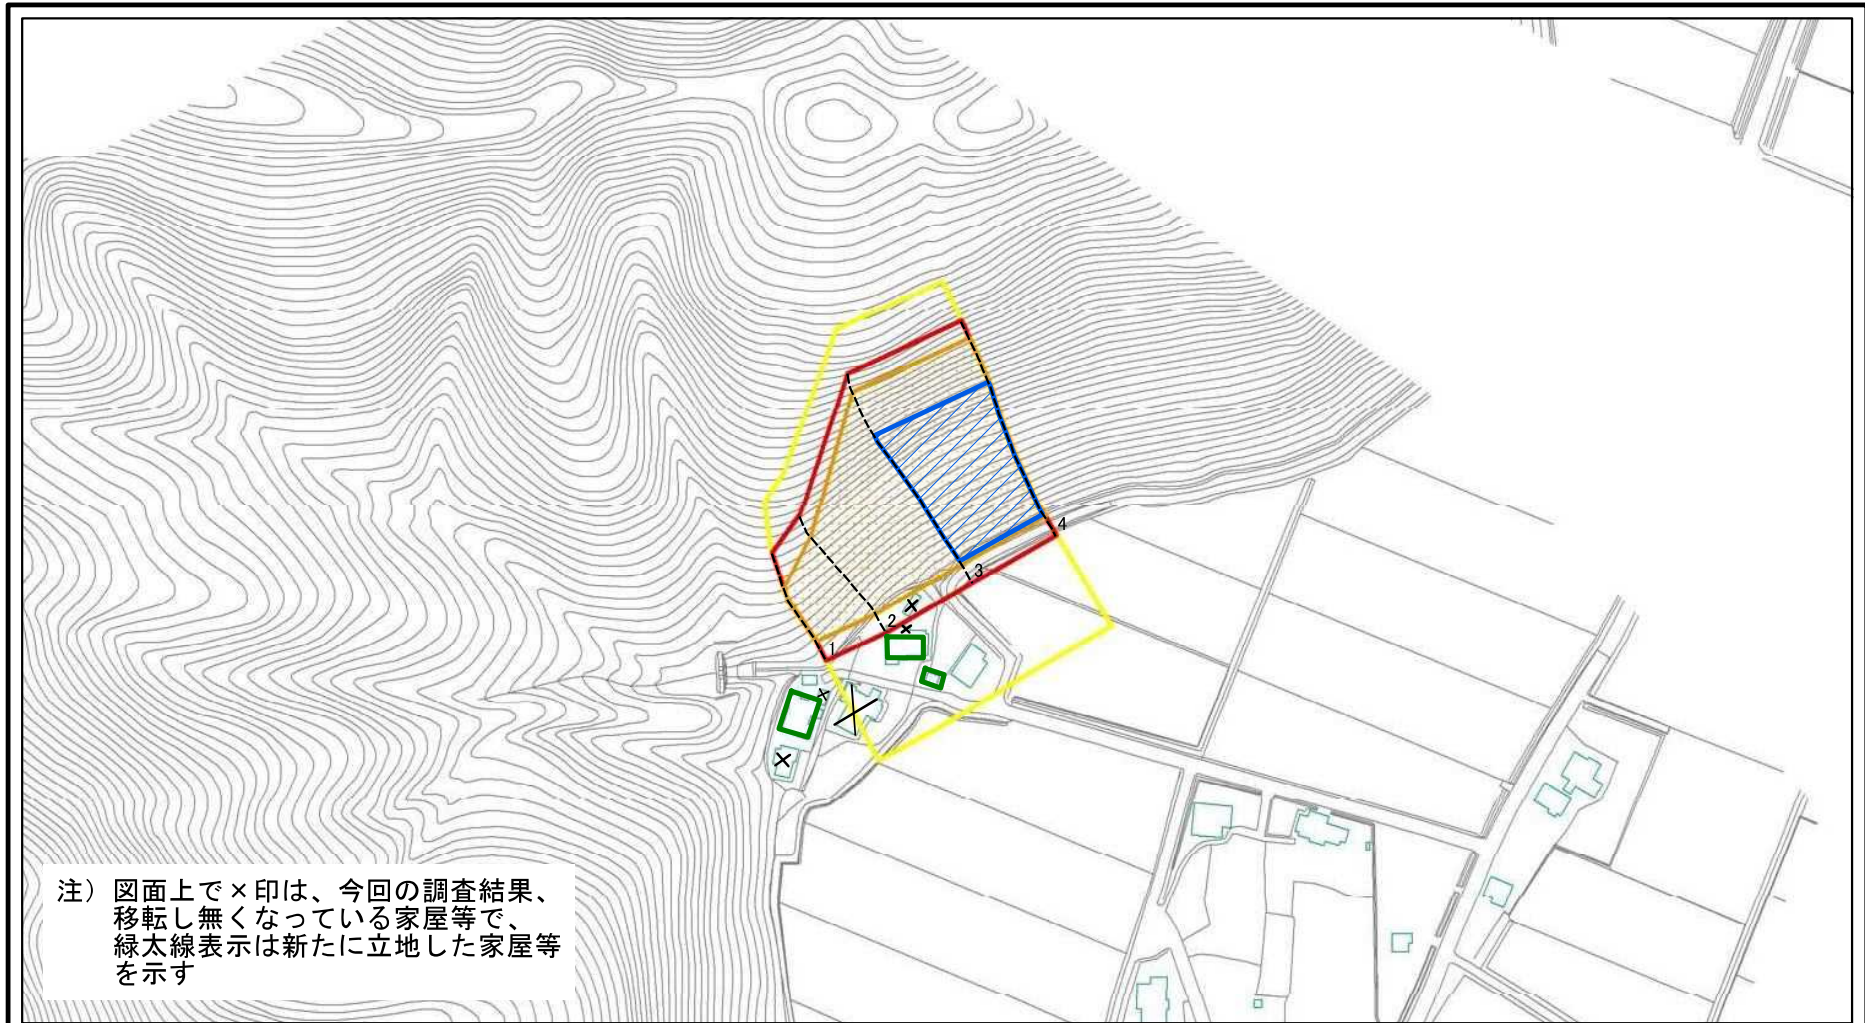 4
3
2
1
注) 図面上で×印は、今回の調査結果、
移転し無くなっている家屋等で、
緑太線表示は新たに立地した家屋等
を示す